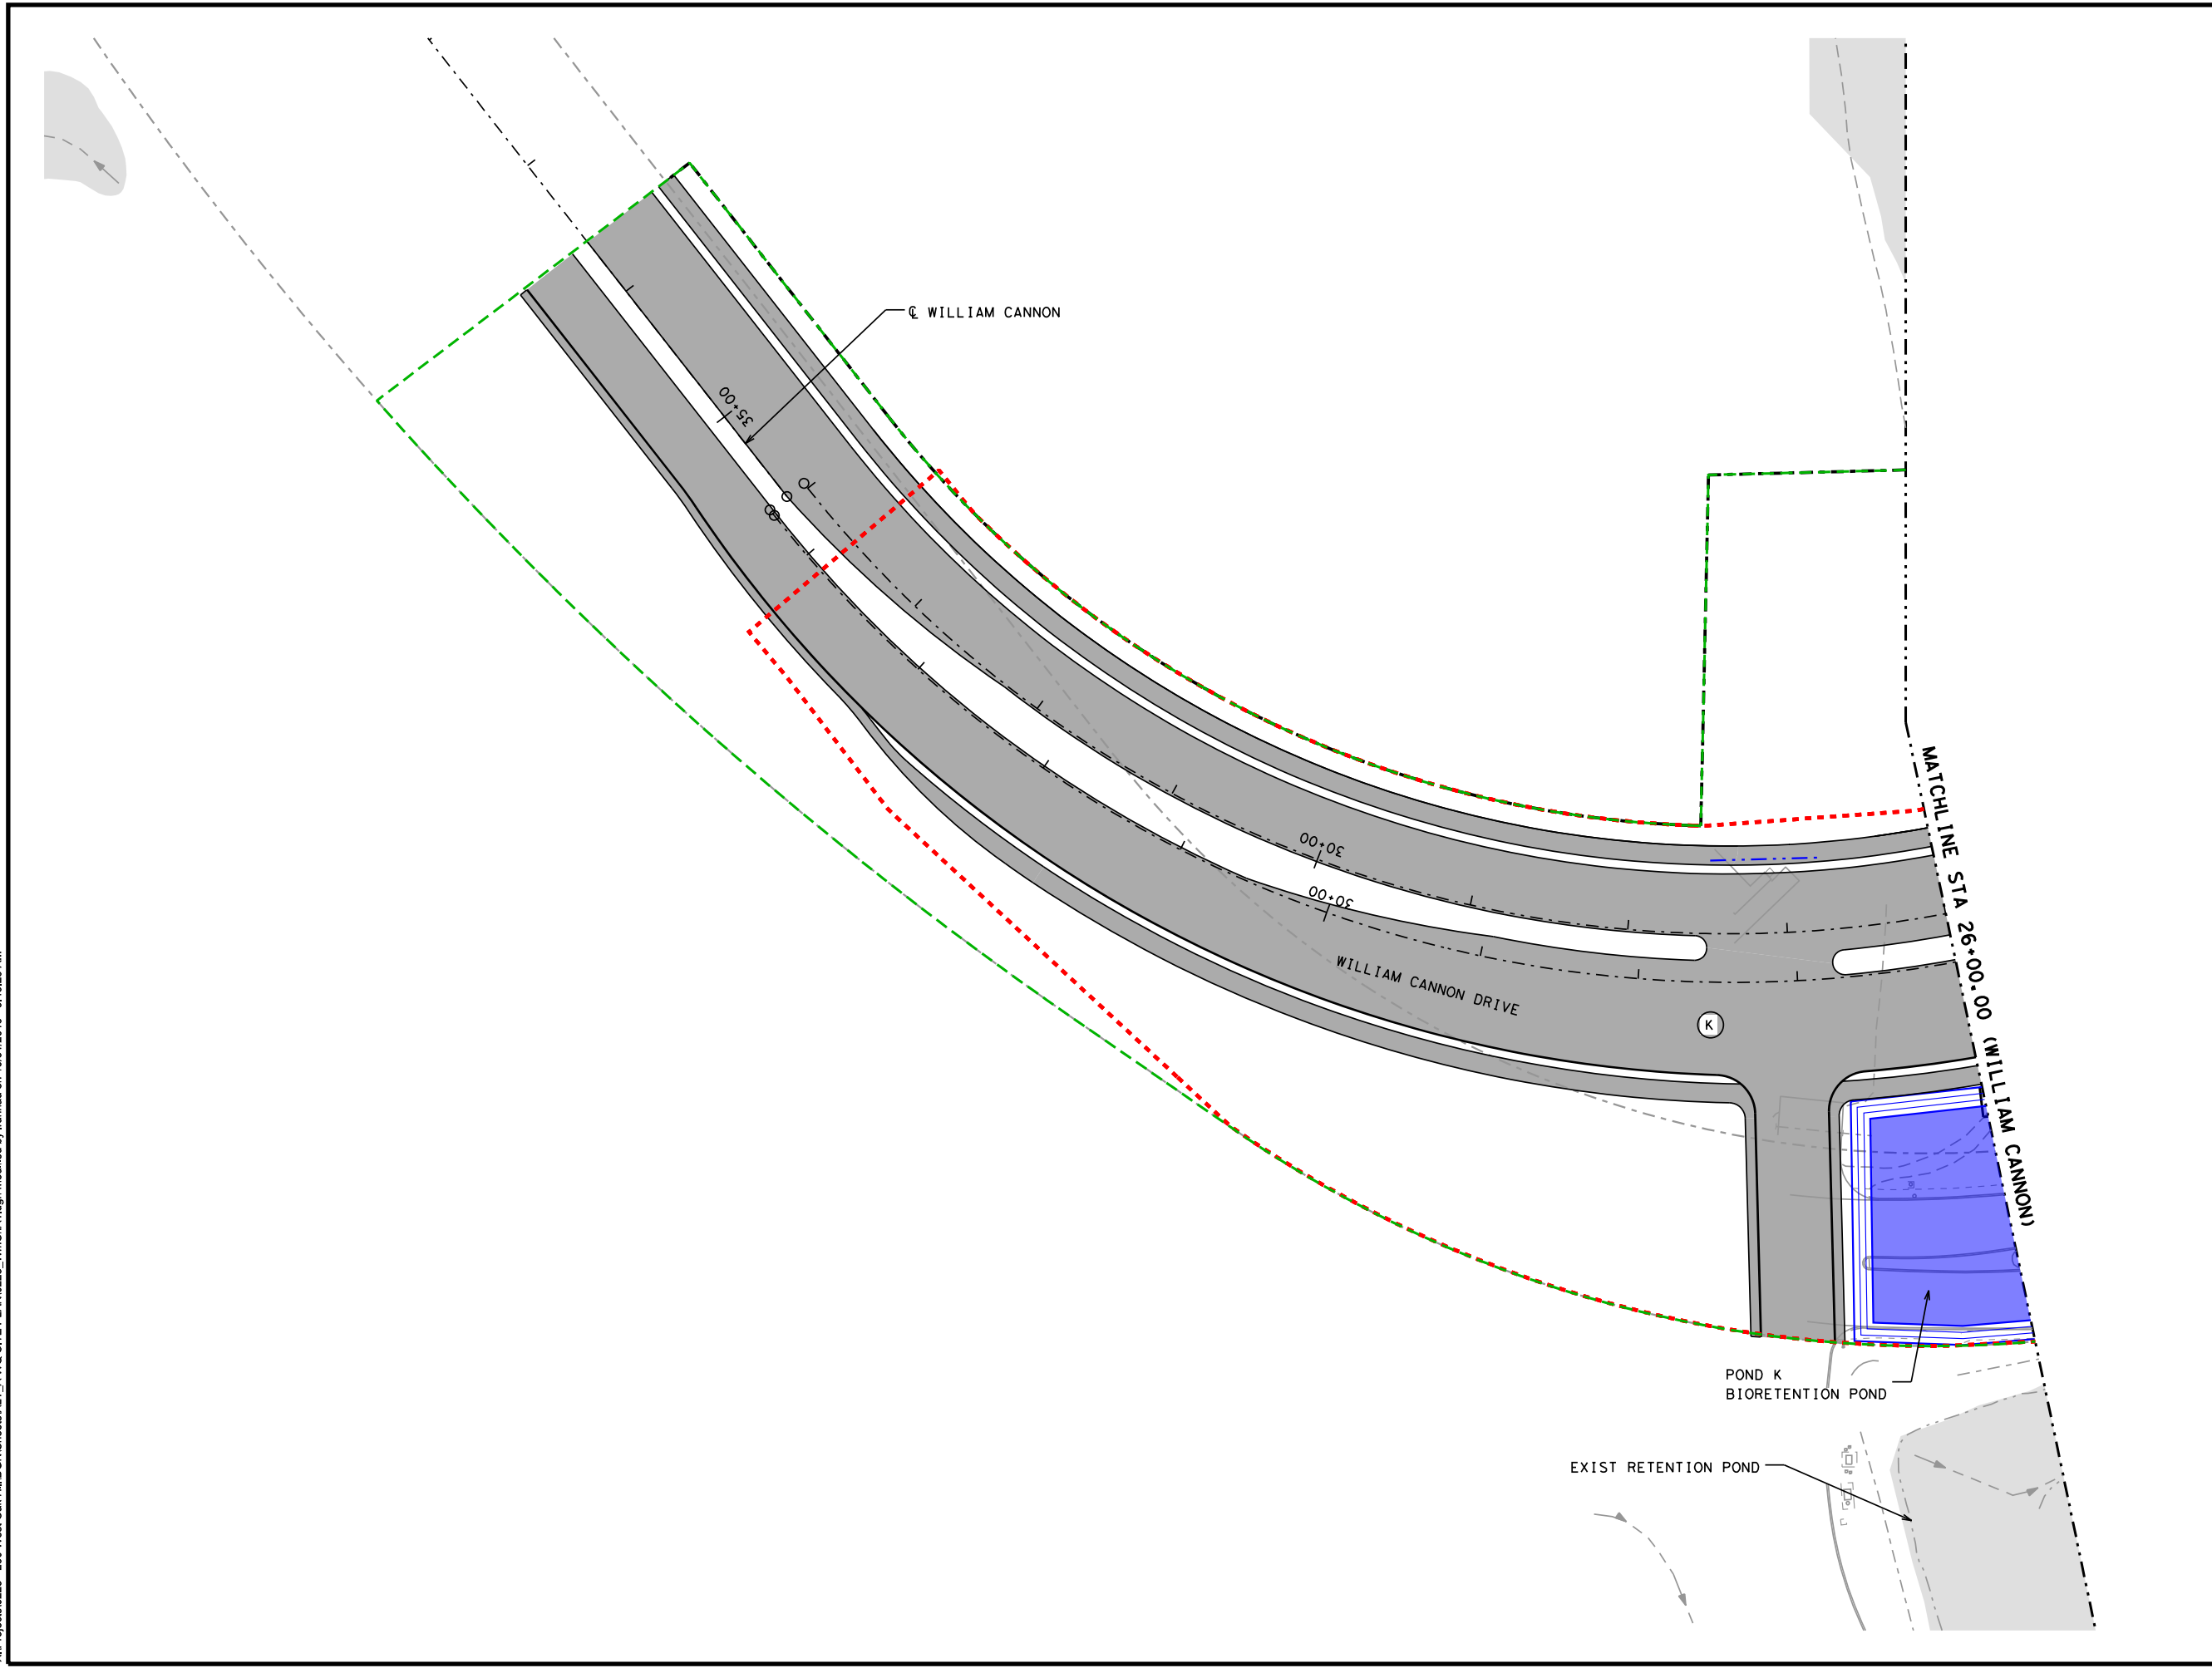 ℄ WILLIAM CANNON
35+00
30+00
30+00
WILLIAM CANNON DRIVE
K
MATCHLINE STA 26+00.00 (WILLIAM CANNON)
POND K
BIORETENTION POND
EXIST RETENTION POND